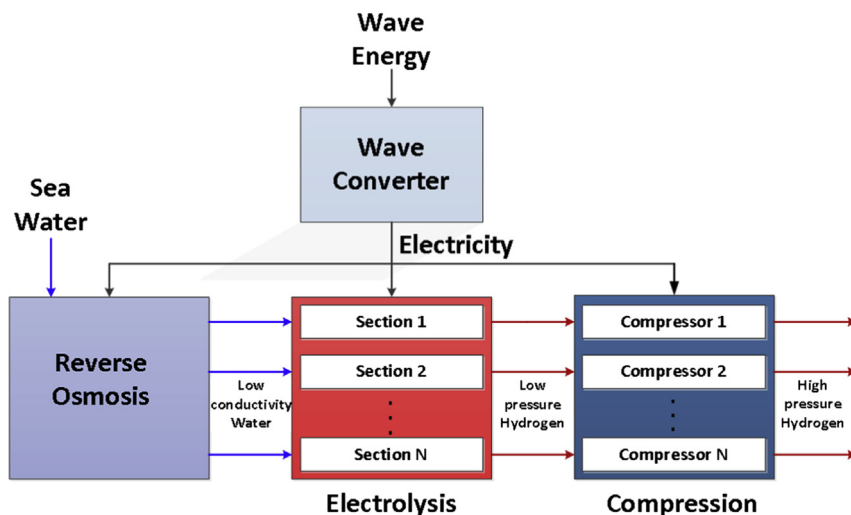 Wave
Energy
Wave
Converter
Sea
Water
Electricity
Reverse
Osmosis
Low
conductivity
Water
Section 1
Section 2
Section N
Electrolysis
Low
pressure
Hydrogen
Compressor 1
Compressor 2
Compressor N
Compression
High
pressure
Hydrogen